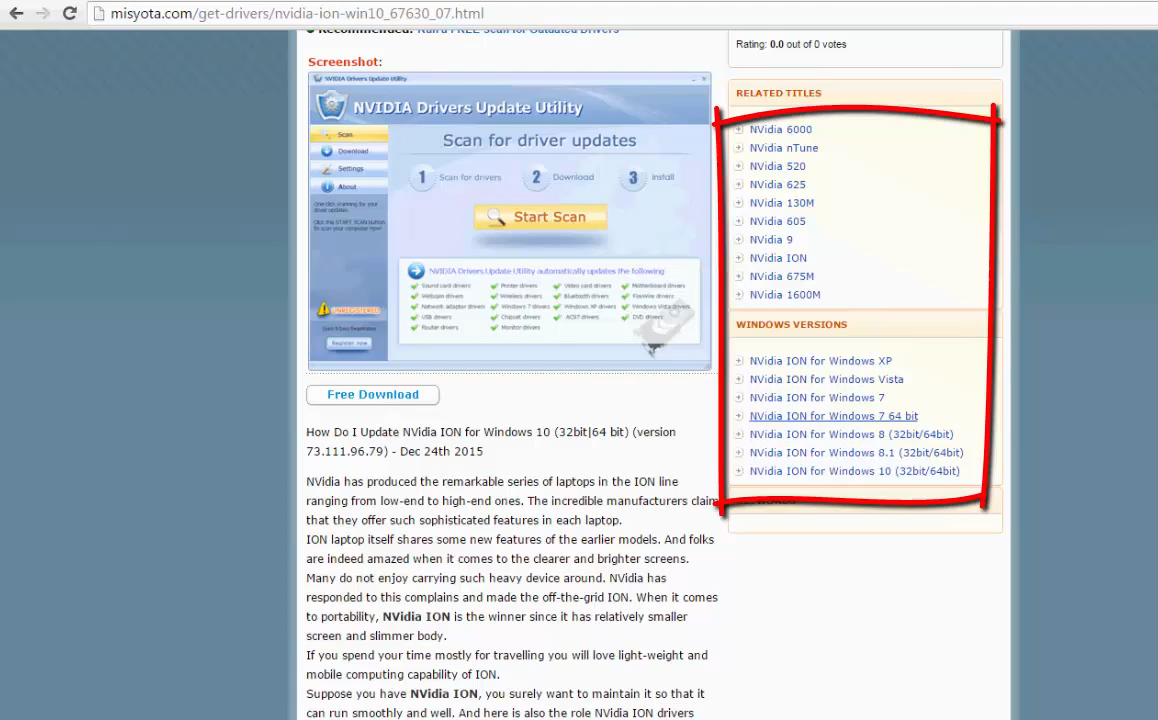 misyota.com/get-drivers/nvidia-ion-win10_67630_07.html
Recommended: Run a FREE Scan for Outdated Drivers
Screenshot:
NVIDIA Drivers Update Utility
NVIDIA Drivers Update Utility
Scan
Download
Settings
About
Scan for driver updates
1 Scan for drivers 2 Download 3 Install
Start Scan
NVIDIA Drivers Update Utility automatically updates the following
Sound card drivers Printer drivers Video card drivers Motherboard drivers
Webcam drivers Wireless drivers Bluetooth drivers FireWire drivers
Network adaptor drivers Windows 7 drivers Windows XP drivers Windows Vista drivers
USB drivers Chipset drivers AC97 drivers DVD drivers
Router drivers Monitor drivers
UNREGISTERED
Register now
Free Download
How Do I Update NVidia ION for Windows 10 (32bit|64 bit) (version
73.111.96.79) - Dec 24th 2015
NVidia has produced the remarkable series of laptops in the ION line
ranging from low-end to high-end ones. The incredible manufacturers claim
that they offer such sophisticated features in each laptop.
ION laptop itself shares some new features of the earlier models. And folks
are indeed amazed when it comes to the clearer and brighter screens.
Many do not enjoy carrying such heavy device around. NVidia has
responded to this complains and made the off-the-grid ION. When it comes
to portability, NVidia ION is the winner since it has relatively smaller
screen and slimmer body.
If you spend your time mostly for travelling you will love light-weight and
mobile computing capability of ION.
Suppose you have NVidia ION, you surely want to maintain it so that it
can run smoothly and well. And here is also the role NVidia ION drivers
Rating: 0.0 out of 0 votes
RELATED TITLES
NVidia 6000
NVidia nTune
NVidia 520
NVidia 625
NVidia 130M
NVidia 605
NVidia 9
NVidia ION
NVidia 675M
NVidia 1600M
WINDOWS VERSIONS
NVidia ION for Windows XP
NVidia ION for Windows Vista
NVidia ION for Windows 7
NVidia ION for Windows 7 64 bit
NVidia ION for Windows 8 (32bit/64bit)
NVidia ION for Windows 8.1 (32bit/64bit)
NVidia ION for Windows 10 (32bit/64bit)